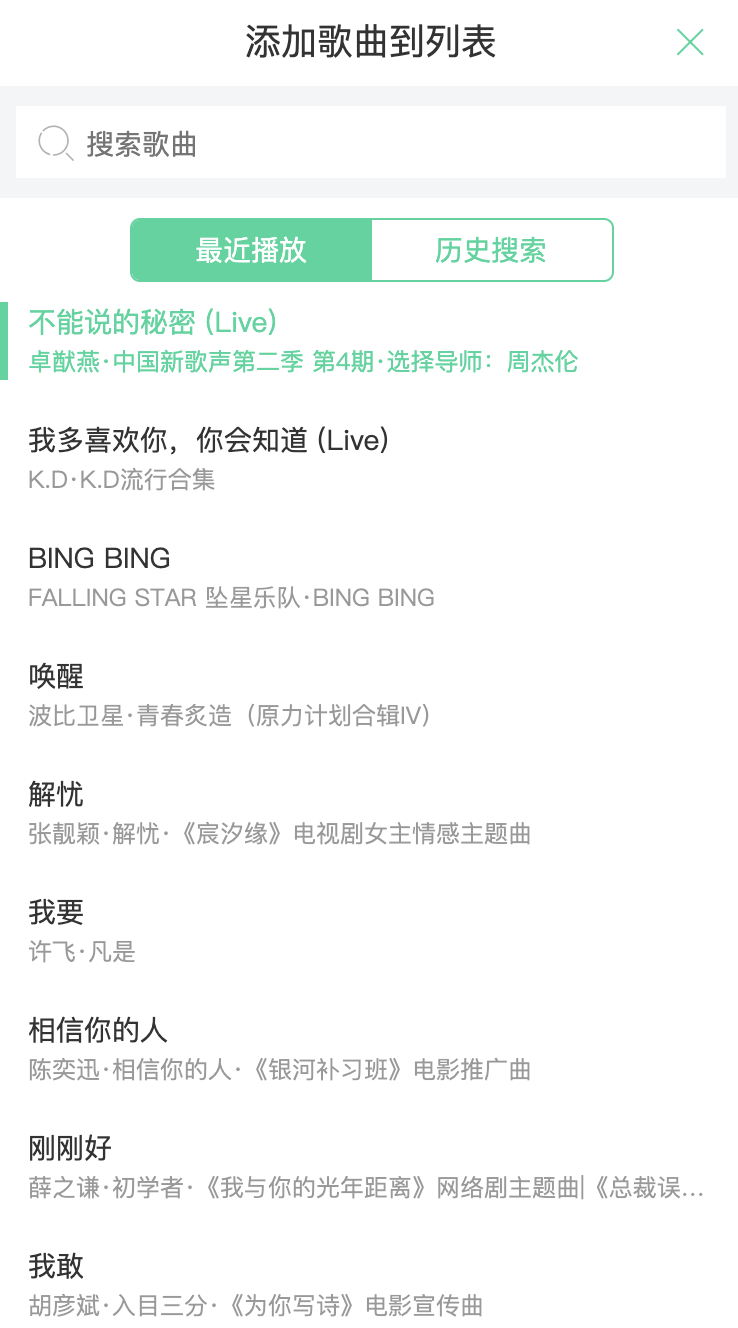 添加歌曲到列表
搜索歌曲
最近播放
历史搜索
不能说的秘密 (Live)
卓猷燕·中国新歌声第二季 第4期·选择导师：周杰伦
我多喜欢你，你会知道 (Live)
K.D·K.D流行合集
BING BING
FALLING STAR 坠星乐队·BING BING
唤醒
波比卫星·青春炙造（原力计划合辑IV）
解忧
张靓颖·解忧·《宸汐缘》电视剧女主情感主题曲
我要
许飞·凡是
相信你的人
陈奕迅·相信你的人·《银河补习班》电影推广曲
刚刚好
薛之谦·初学者·《我与你的光年距离》网络剧主题曲|《总裁误...
我敢
胡彦斌·入目三分·《为你写诗》电影宣传曲